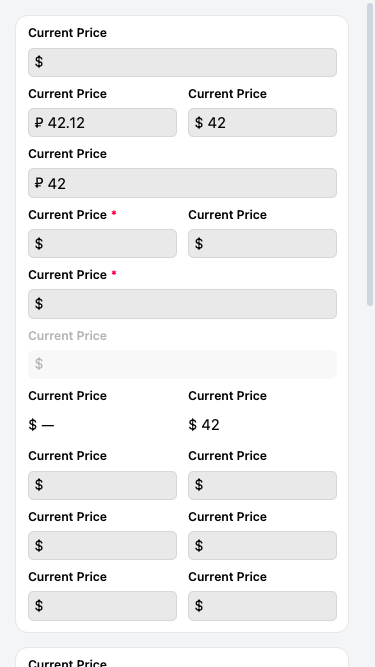 Current Price
$
Current Price Current Price
₽ 42.12 $ 42
Current Price
₽ 42
Current Price * Current Price
$ $
Current Price *
$
Current Price
$
Current Price Current Price
$ — $ 42
Current Price Current Price
$ $
Current Price Current Price
$ $
Current Price Current Price
$ $
Current Price